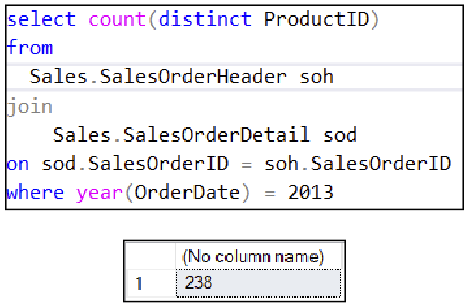 select count(distinct ProductID)
from
Sales.SalesOrderHeader soh
join
Sales.SalesOrderDetail sod
on sod.SalesOrderID = soh.SalesOrderID
where year(OrderDate) = 2013
(No column name)
1 238